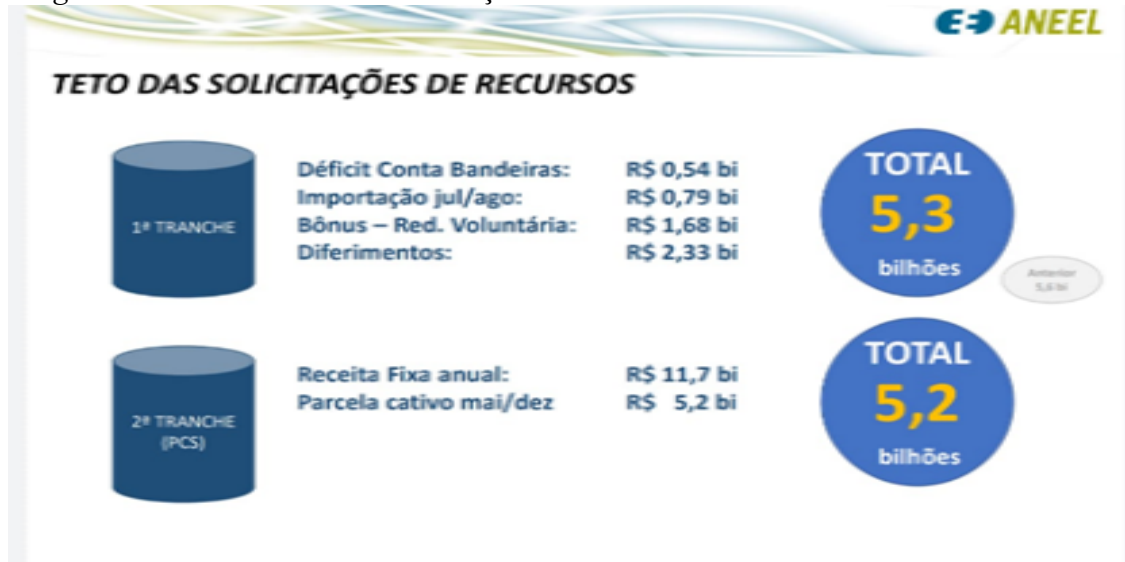 ANEEL
TETO DAS SOLICITAÇÕES DE RECURSOS
1ª TRANCHE
Déficit Conta Bandeiras: R$ 0,54 bi
Importação jul/ago: R$ 0,79 bi
Bônus – Red. Voluntária: R$ 1,68 bi
Diferimentos: R$ 2,33 bi
TOTAL
5,3
bilhões
Anterior
5,6 bi
2ª TRANCHE
(PCS)
Receita Fixa anual: R$ 11,7 bi
Parcela cativo mai/dez R$ 5,2 bi
TOTAL
5,2
bilhões